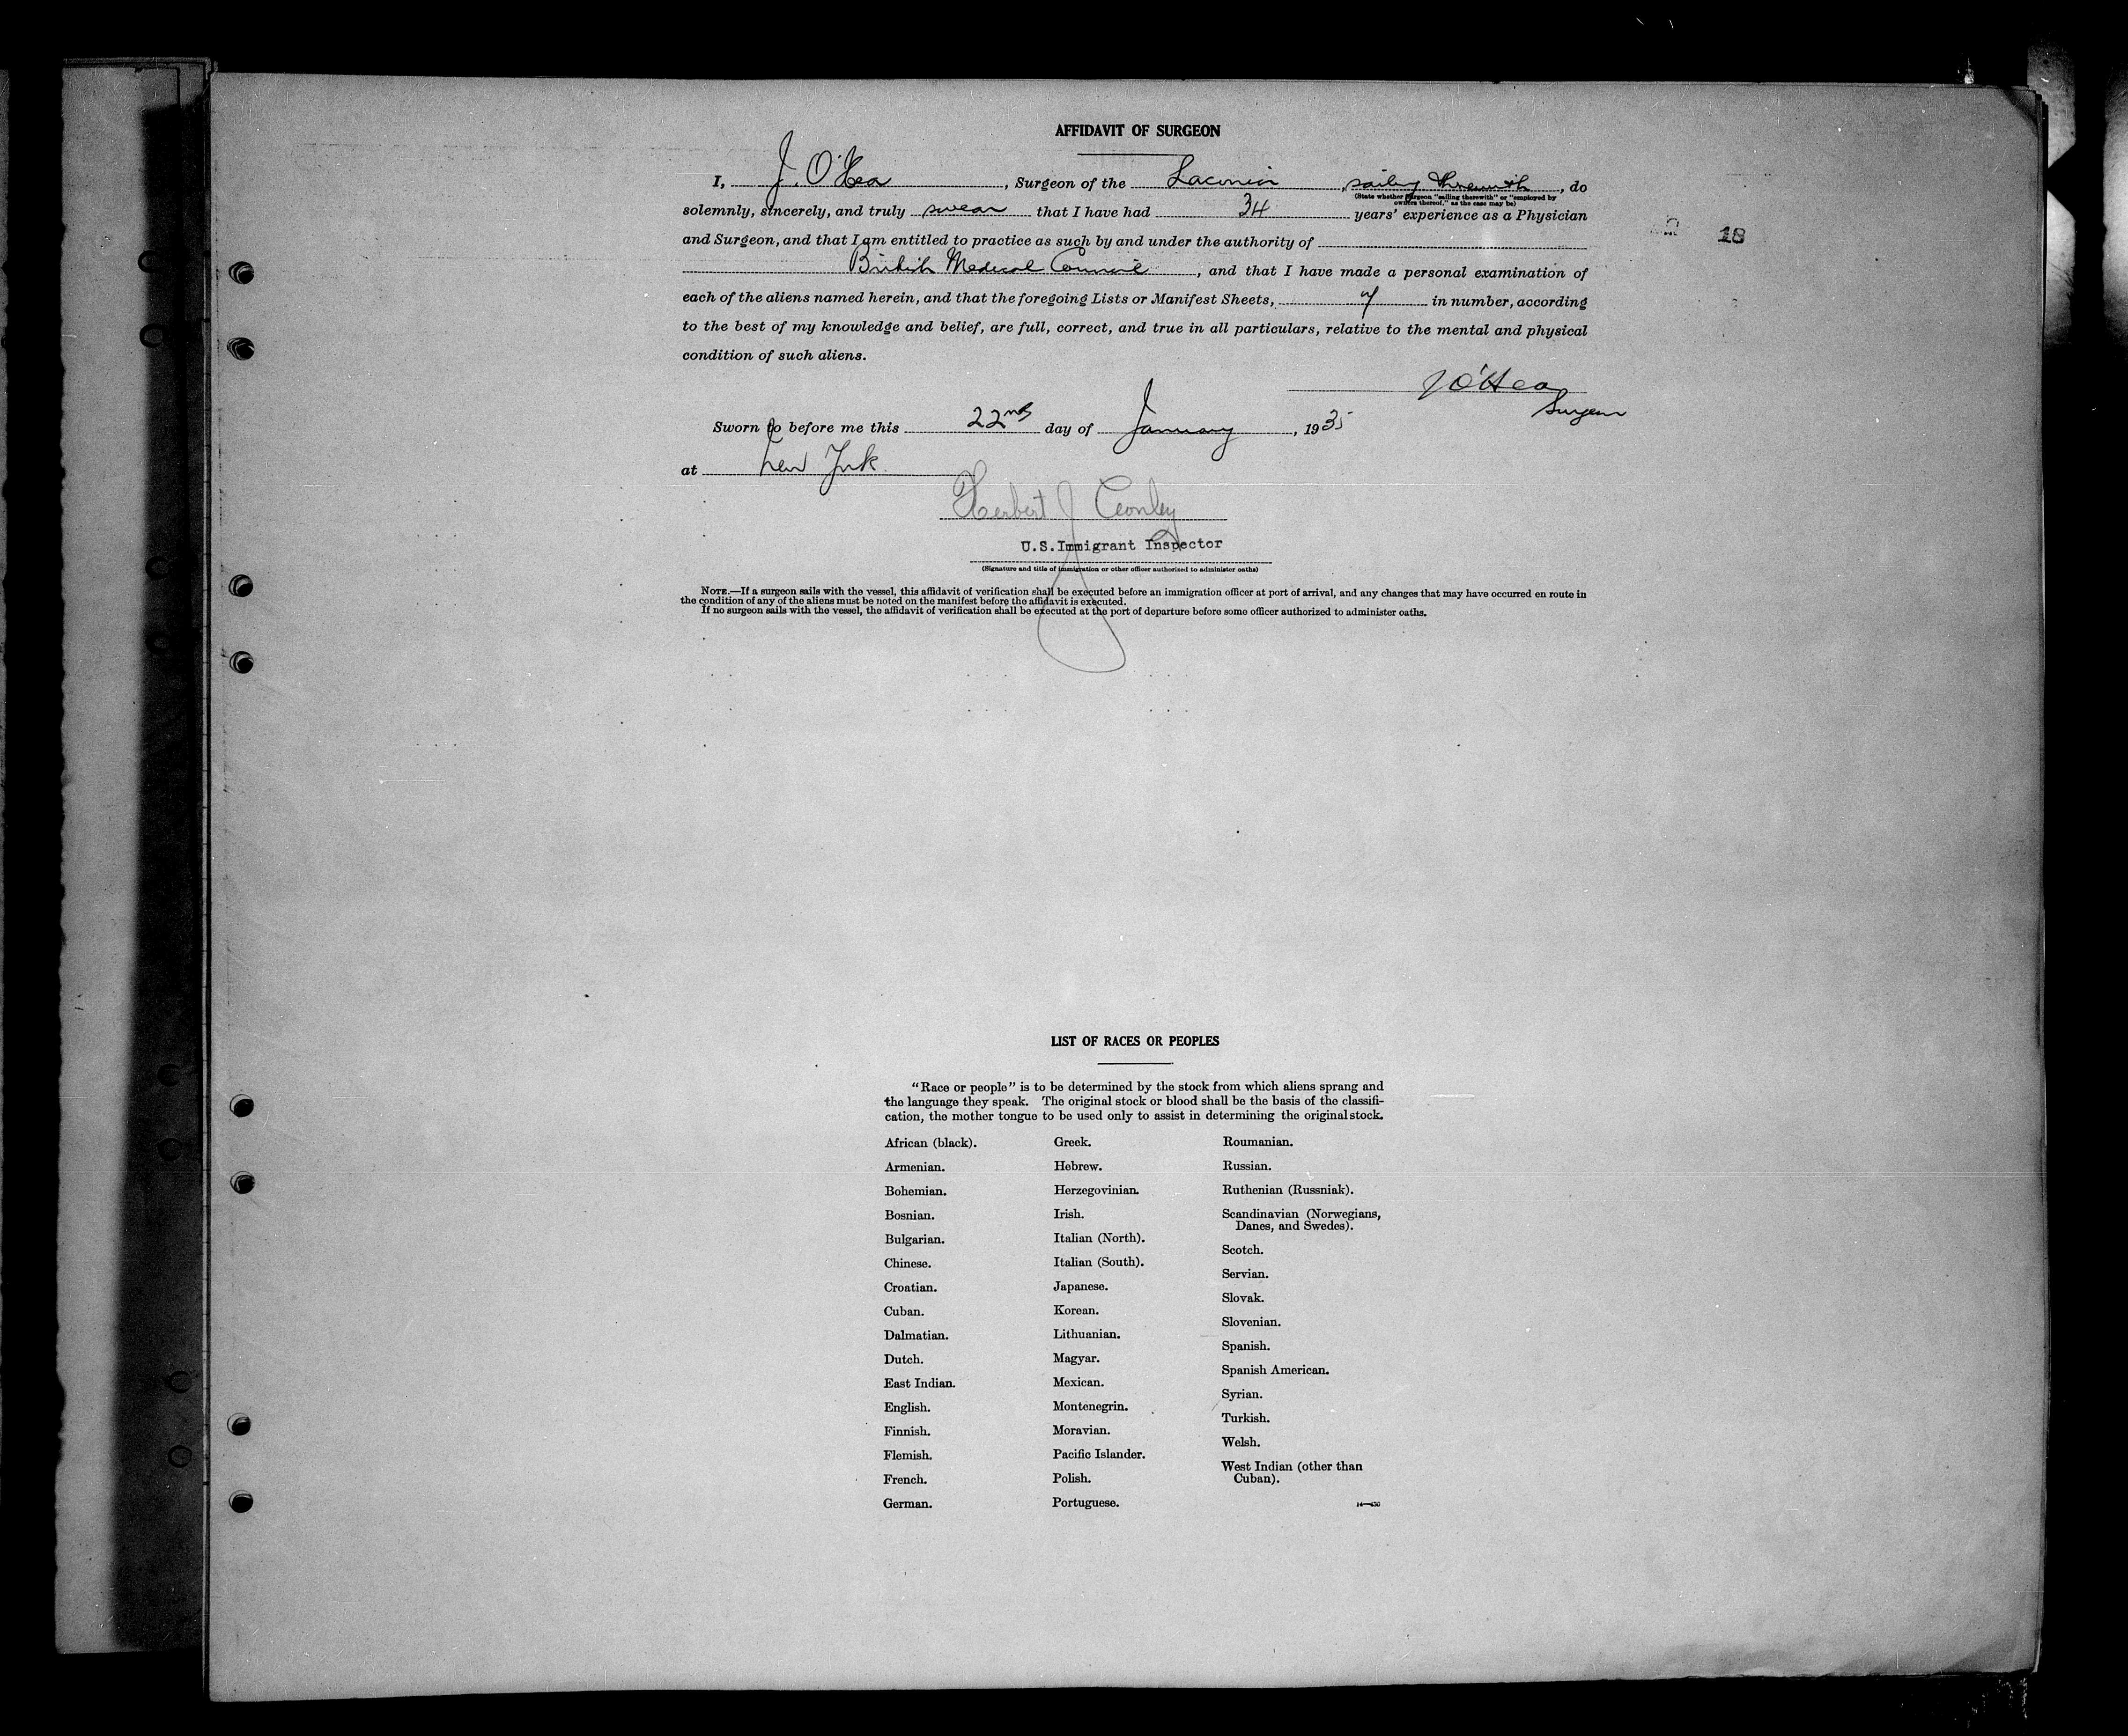 AFFIDAVIT OF SURGEON
I, J. O'Hea, Surgeon of the Laconia, sailing therewith, do
(State whether surgeon "sailing therewith" or "employed by
owners thereof," as the case may be)
solemnly, sincerely, and truly swear that I have had 34 years' experience as a Physician
18
and Surgeon, and that I am entitled to practice as such by and under the authority of
British Medical Council, and that I have made a personal examination of
each of the aliens named herein, and that the foregoing Lists or Manifest Sheets, 7 in number, according
to the best of my knowledge and belief, are full, correct, and true in all particulars, relative to the mental and physical
condition of such aliens.
J O'Hea
Surgeon
Sworn to before me this 22nd day of January, 1935
at New York
Herbert J
U.S.Immigrant Inspector
(Signature and title of immigration or other officer authorized to administer oaths)
NOTE.—If a surgeon sails with the vessel, this affidavit of verification shall be executed before an immigration officer at port of arrival, and any changes that may have occurred en route in
the condition of any of the aliens must be noted on the manifest before the affidavit is executed.
If no surgeon sails with the vessel, the affidavit of verification shall be executed at the port of departure before some officer authorized to administer oaths.
LIST OF RACES OR PEOPLES
"Race or people" is to be determined by the stock from which aliens sprang and
the language they speak. The original stock or blood shall be the basis of the classifi-
cation, the mother tongue to be used only to assist in determining the original stock.
African (black).
Armenian.
Bohemian.
Bosnian.
Bulgarian.
Chinese.
Croatian.
Cuban.
Dalmatian.
Dutch.
East Indian.
English.
Finnish.
Flemish.
French.
German.
Greek.
Hebrew.
Herzegovinian.
Irish.
Italian (North).
Italian (South).
Japanese.
Korean.
Lithuanian.
Magyar.
Mexican.
Montenegrin.
Moravian.
Pacific Islander.
Polish.
Portuguese.
Roumanian.
Russian.
Ruthenian (Russniak).
Scandinavian (Norwegians,
Danes, and Swedes).
Scotch.
Servian.
Slovak.
Slovenian.
Spanish.
Spanish American.
Syrian.
Turkish.
Welsh.
West Indian (other than
Cuban).